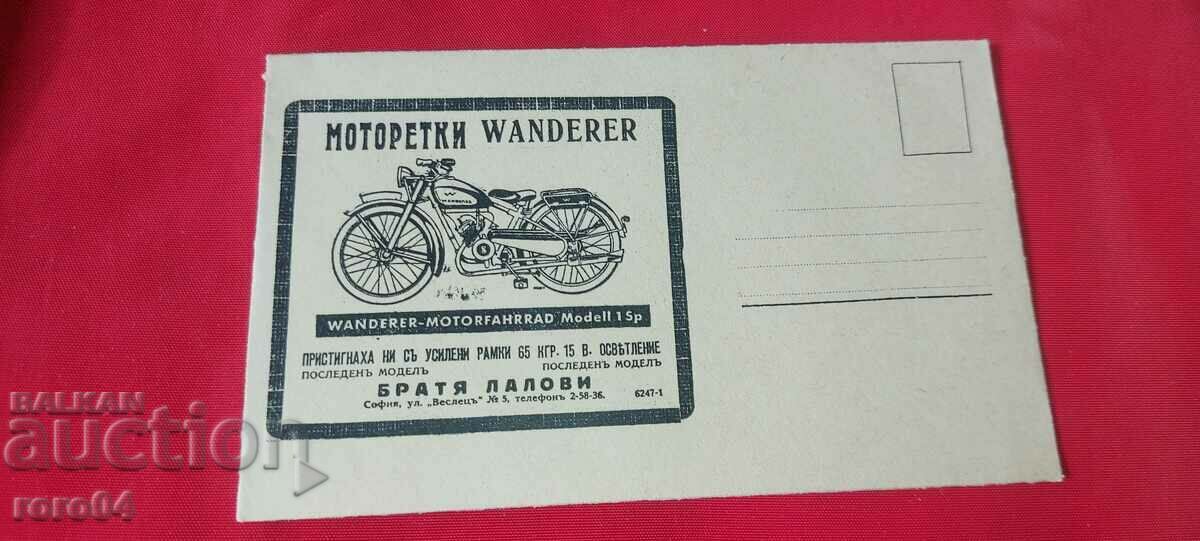 МОТОРЕТКИ WANDERER
WANDERER
WANDERER-MOTORFAHRRAD Modell 1 Sp
ПРИСТИГНАХА НИ СЪ УСИЛЕНИ РАМКИ 65 КГР. 15 В. ОСВѢТЛЕНИЕ
ПОСЛЕДЕНЪ МОДЕЛЪ ПОСЛЕДЕНЪ МОДЕЛЪ
БРАТЯ ЛАЛОВИ
София, ул. „Веслецъ" № 5, телефонъ 2-58-36. 6247-1
BALKAN
auction
roro04